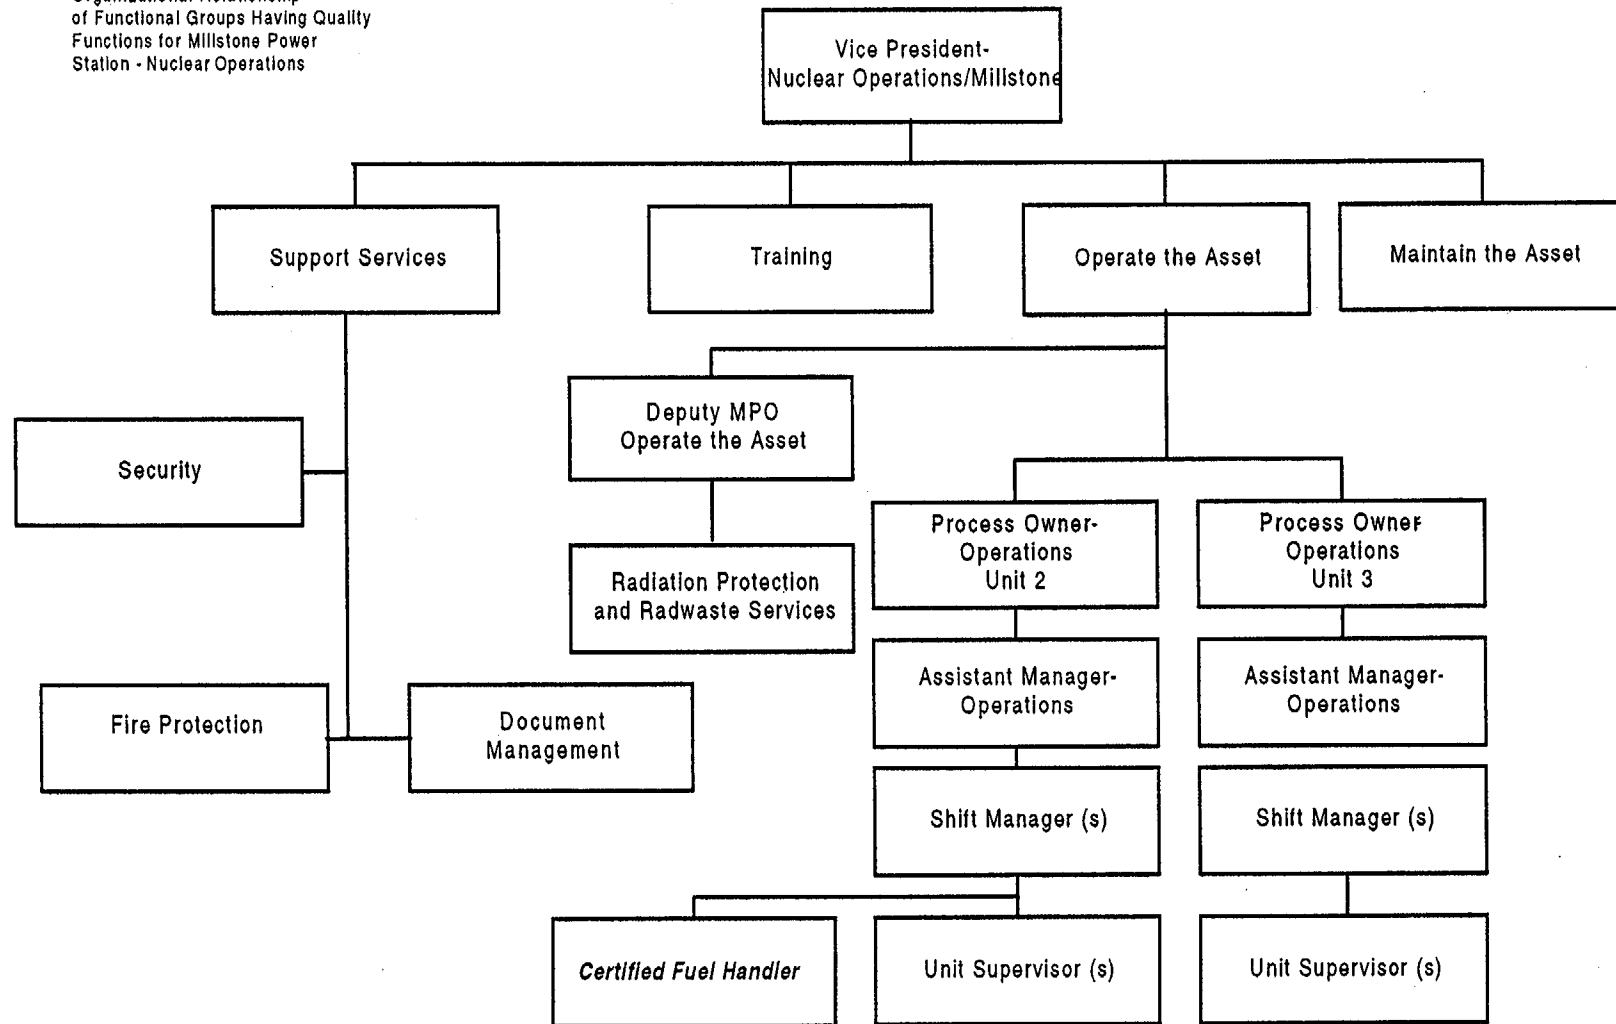 Organizational Relationship
of Functional Groups Having Quality
Functions for Millstone Power
Station - Nuclear Operations
Vice President-
Nuclear Operations/Millstone
Support Services
Training
Operate the Asset
Maintain the Asset
Deputy MPO
Operate the Asset
Security
Process Owner-
Operations
Unit 2
Process Owner
Operations
Unit 3
Radiation Protection
and Radwaste Services
Assistant Manager-
Operations
Assistant Manager-
Operations
Fire Protection
Document
Management
Shift Manager (s)
Shift Manager (s)
Certified Fuel Handler
Unit Supervisor (s)
Unit Supervisor (s)